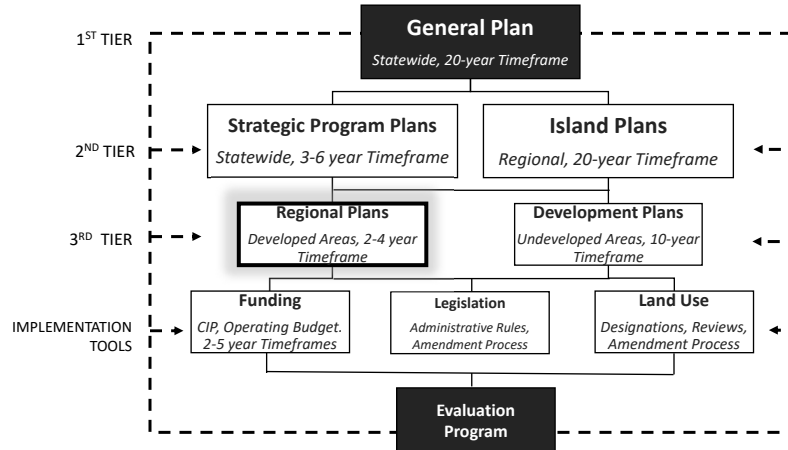 1ST TIER
General Plan
Statewide, 20-year Timeframe
2ND TIER
Strategic Program Plans
Statewide, 3-6 year Timeframe
Island Plans
Regional, 20-year Timeframe
3RD TIER
Regional Plans
Developed Areas, 2-4 year
Timeframe
Development Plans
Undeveloped Areas, 10-year
Timeframe
IMPLEMENTATION
TOOLS
Funding
CIP, Operating Budget.
2-5 year Timeframes
Legislation
Administrative Rules,
Amendment Process
Land Use
Designations, Reviews,
Amendment Process
Evaluation
Program